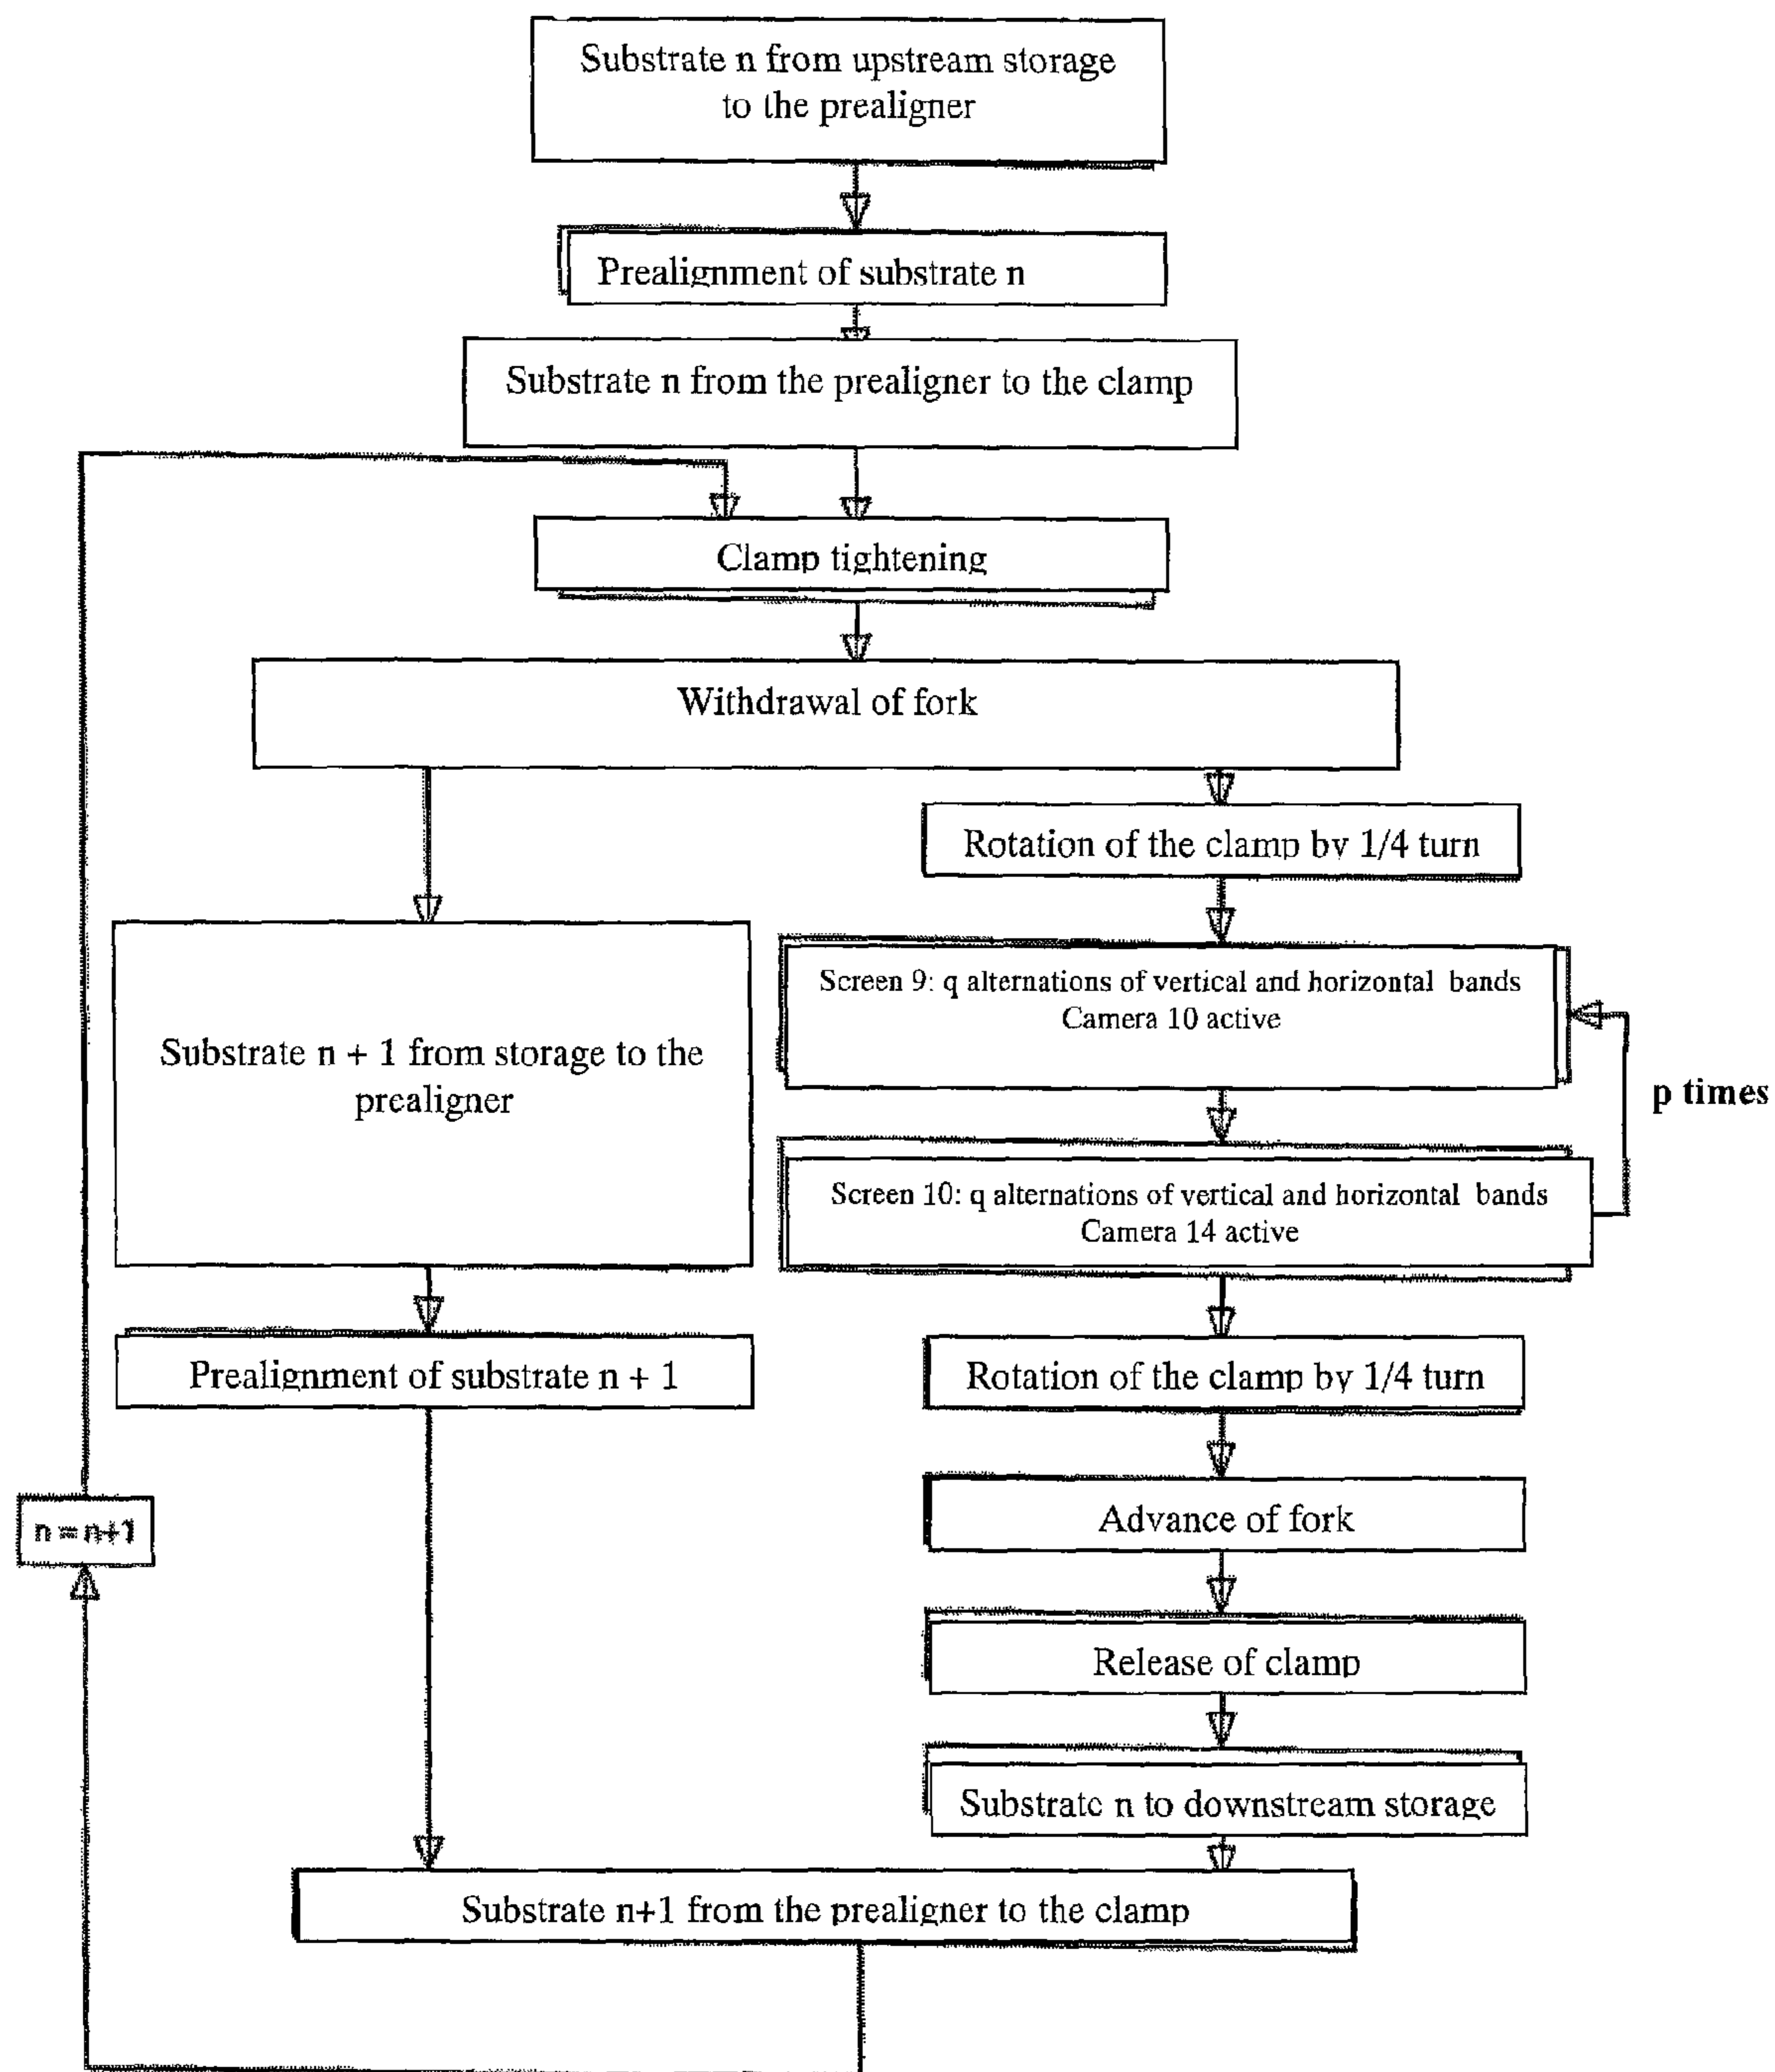 Substrate n from upstream storage
to the prealigner
Prealignment of substrate n
Substrate n from the prealigner to the clamp
Clamp tightening
Withdrawal of fork
Rotation of the clamp by 1/4 turn
Screen 9: q alternations of vertical and horizontal bands
Camera 10 active
Substrate n + 1 from storage to the
prealigner
p times
Screen 10: q alternations of vertical and horizontal bands
Camera 14 active
Prealignment of substrate n + 1
Rotation of the clamp by 1/4 turn
Advance of fork
n = n+1
Release of clamp
Substrate n to downstream storage
Substrate n+1 from the prealigner to the clamp